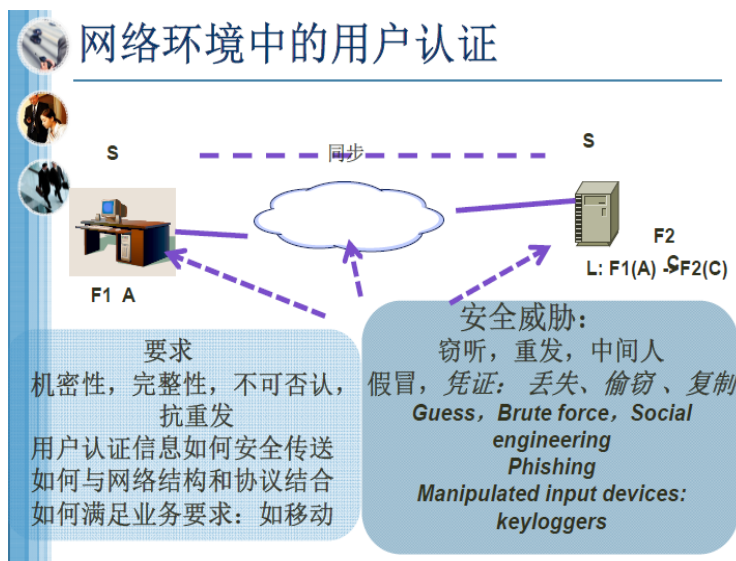 网络环境中的用户认证
S
同步
S
F2
C
L: F1(A) -> F2(C)
F1 A
要求
机密性，完整性，不可否认，
抗重发
用户认证信息如何安全传送
如何与网络结构和协议结合
如何满足业务要求：如移动
安全威胁：
窃听，重发，中间人
假冒，凭证： 丢失、偷窃 、复制
Guess，Brute force，Social
engineering
Phishing
Manipulated input devices:
keyloggers